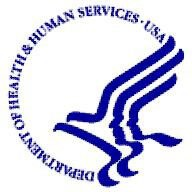 DEPARTMENT OF HEALTH & HUMAN SERVICES · USA